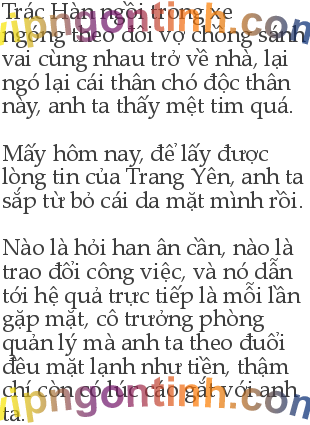 Trác Hàn ngồi trong xe
ngóng theo đôi vợ chồng sánh
vai cùng nhau trở về nhà, lại
ngó lại cái thân chó độc thân
này, anh ta thấy mệt tim quá.
Mấy hôm nay, để lấy được
lòng tin của Trang Yên, anh ta
sắp từ bỏ cái da mặt mình rồi.
Nào là hỏi han ân cần, nào là
trao đổi công việc, và nó dẫn
tới hệ quả trực tiếp là mỗi lần
gặp mặt, cô trưởng phòng
quản lý mà anh ta theo đuổi
đều mặt lạnh như tiền, thậm
chí còn có lúc cáo gắt với anh
ta.
vipngontinh.com
vipngontinh.com